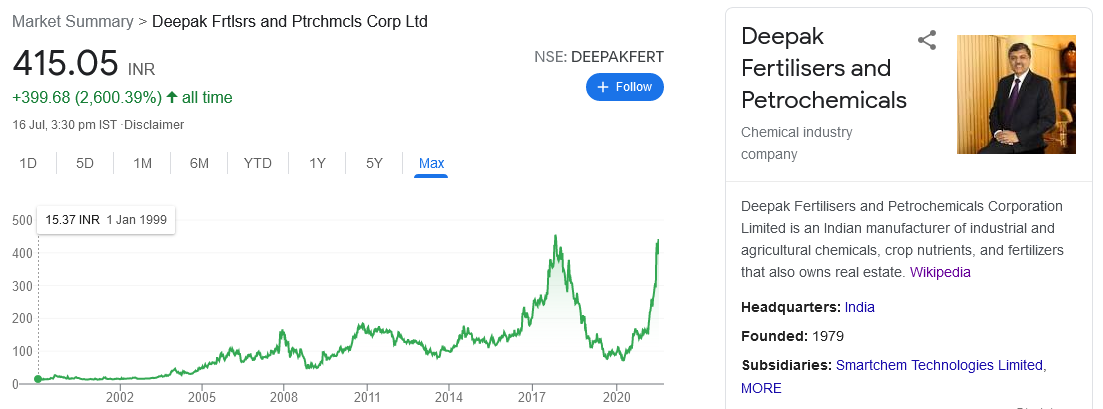 Market Summary > Deepak Frtlsrs and Ptrchmcls Corp Ltd
415.05 INR
+399.68 (2,600.39%) all time
16 Jul, 3:30 pm IST ·Disclaimer
NSE: DEEPAKFERT
+ Follow
1D 5D 1M 6M YTD 1Y 5Y Max
15.37 INR 1 Jan 1999
500
400
300
200
100
0
2002 2005 2008 2011 2014 2017 2020
Deepak
Fertilisers and
Petrochemicals
Chemical industry
company
Deepak Fertilisers and Petrochemicals Corporation
Limited is an Indian manufacturer of industrial and
agricultural chemicals, crop nutrients, and fertilizers
that also owns real estate. Wikipedia
Headquarters: India
Founded: 1979
Subsidiaries: Smartchem Technologies Limited,
MORE